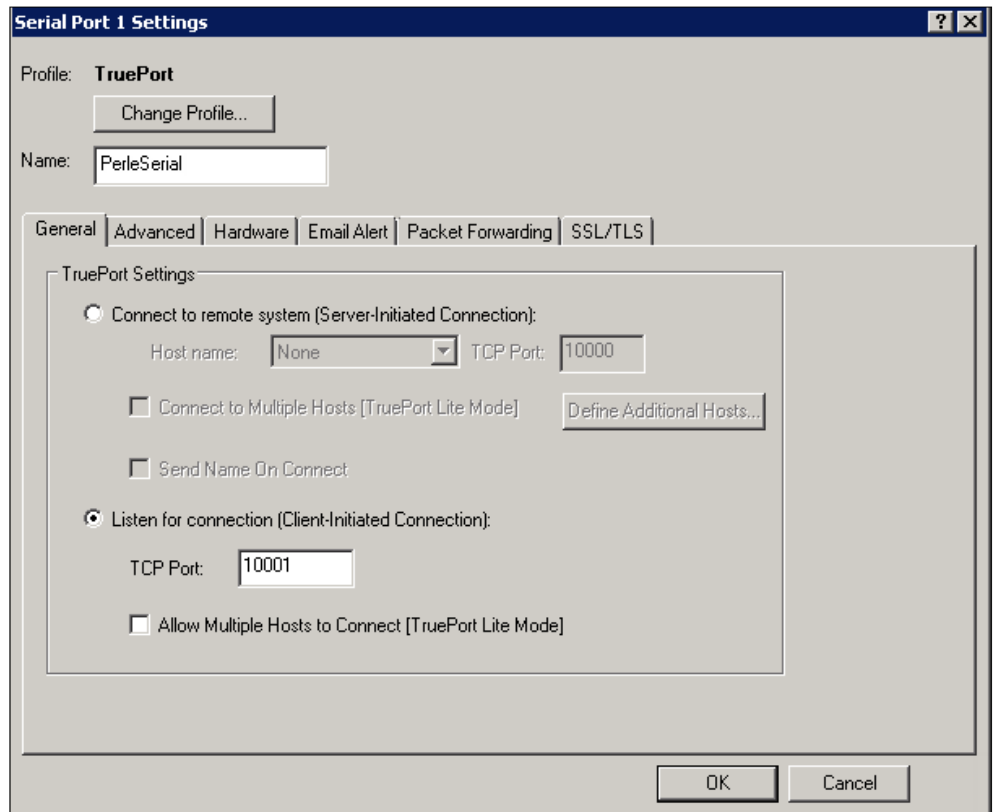 Serial Port 1 Settings
Profile: TruePort
Change Profile...
Name: PerleSerial
General Advanced Hardware Email Alert Packet Forwarding SSL/TLS
TruePort Settings
Connect to remote system (Server-Initiated Connection):
Host name: None TCP Port: 10000
Connect to Multiple Hosts [TruePort Lite Mode] Define Additional Hosts...
Send Name On Connect
Listen for connection (Client-Initiated Connection):
TCP Port: 10001
Allow Multiple Hosts to Connect [TruePort Lite Mode]
OK Cancel